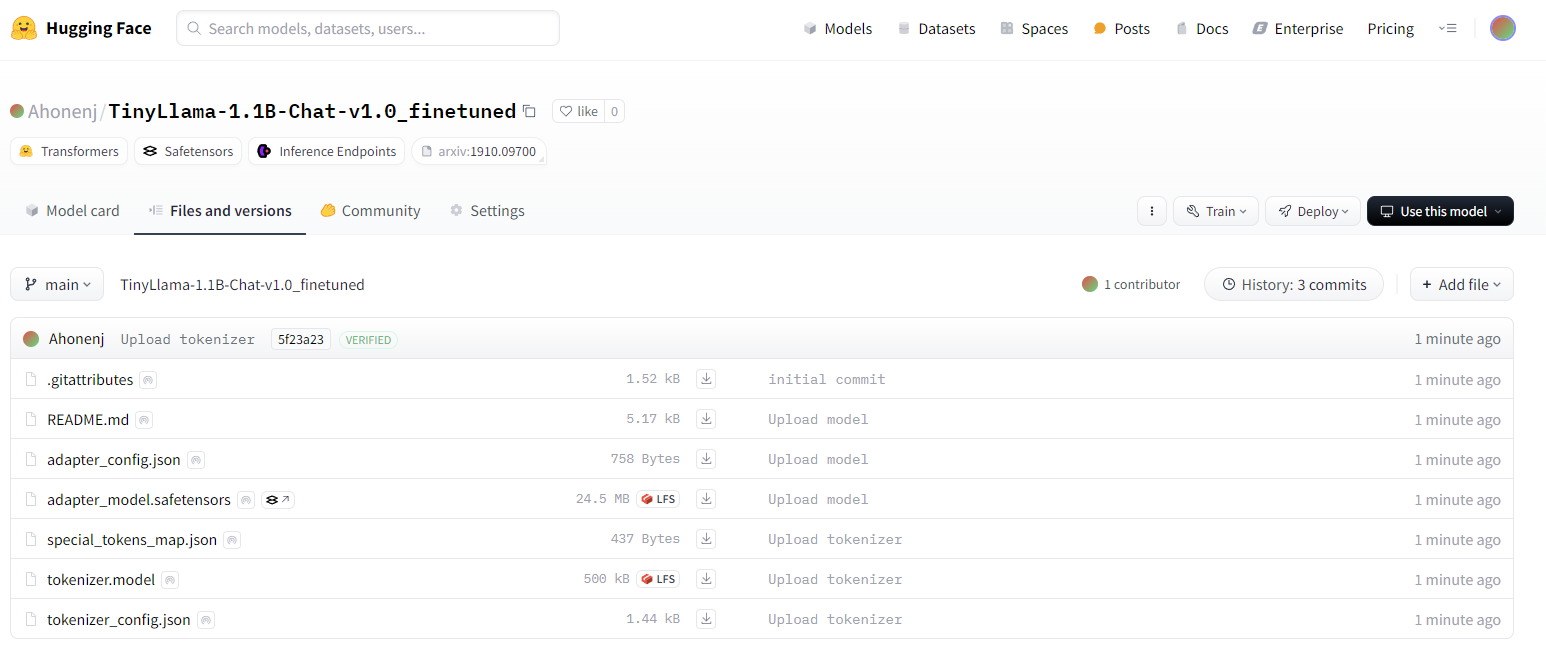 Hugging Face Search models, datasets, users... Models Datasets Spaces Posts Docs Enterprise Pricing
Ahonenj/TinyLlama-1.1B-Chat-v1.0_finetuned like 0
Transformers Safetensors Inference Endpoints arxiv:1910.09700
Model card Files and versions Community Settings Train Deploy Use this model
main TinyLlama-1.1B-Chat-v1.0_finetuned 1 contributor History: 3 commits + Add file
Ahonenj Upload tokenizer 5f23a23 VERIFIED 1 minute ago
.gitattributes 1.52 kB initial commit 1 minute ago
README.md 5.17 kB Upload model 1 minute ago
adapter_config.json 758 Bytes Upload model 1 minute ago
adapter_model.safetensors 24.5 MB LFS Upload model 1 minute ago
special_tokens_map.json 437 Bytes Upload tokenizer 1 minute ago
tokenizer.model 500 kB LFS Upload tokenizer 1 minute ago
tokenizer_config.json 1.44 kB Upload tokenizer 1 minute ago